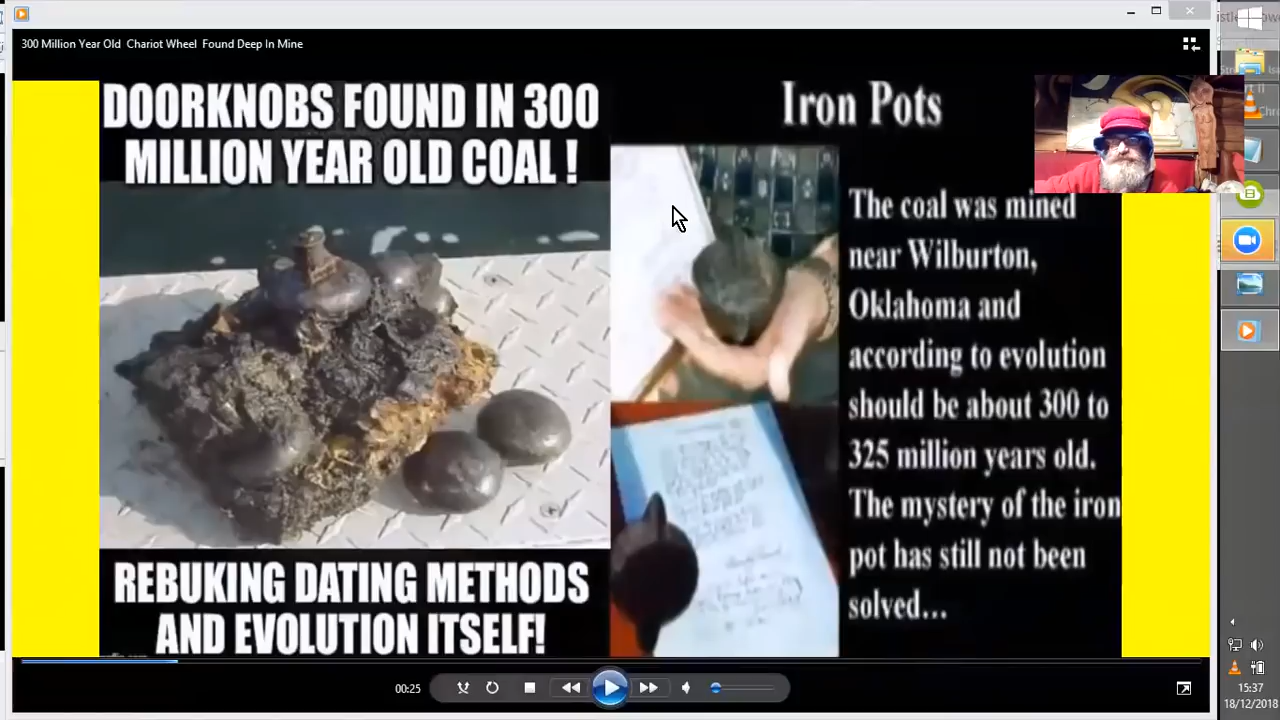 300 Million Year Old Chariot Wheel Found Deep In Mine
DOORKNOBS FOUND IN 300
MILLION YEAR OLD COAL !
REBUKING DATING METHODS
AND EVOLUTION ITSELF!
Iron Pots
The coal was mined
near Wilburton,
Oklahoma and
according to evolution
should be about 300 to
325 million years old.
The mystery of the iron
pot has still not been
solved...
00:25
15:37
18/12/2018